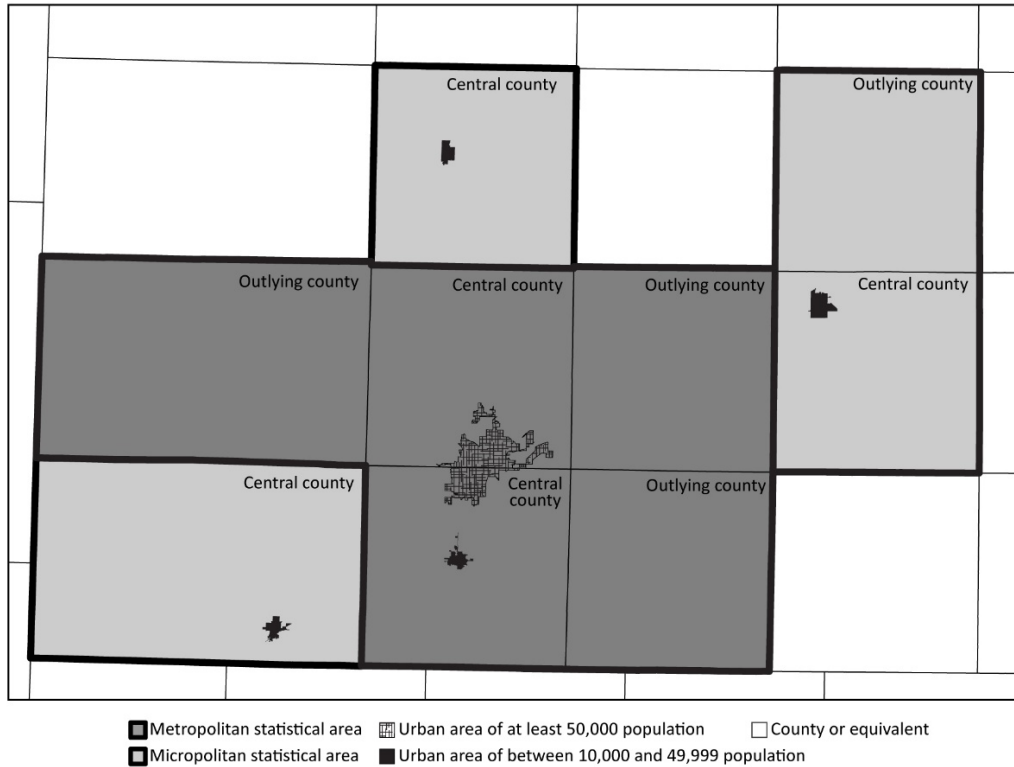 Central county
Outlying county
Outlying county
Central county
Outlying county
Central county
Central county
Central
county
Outlying county
Metropolitan statistical area
Urban area of at least 50,000 population
County or equivalent
Micropolitan statistical area
Urban area of between 10,000 and 49,999 population